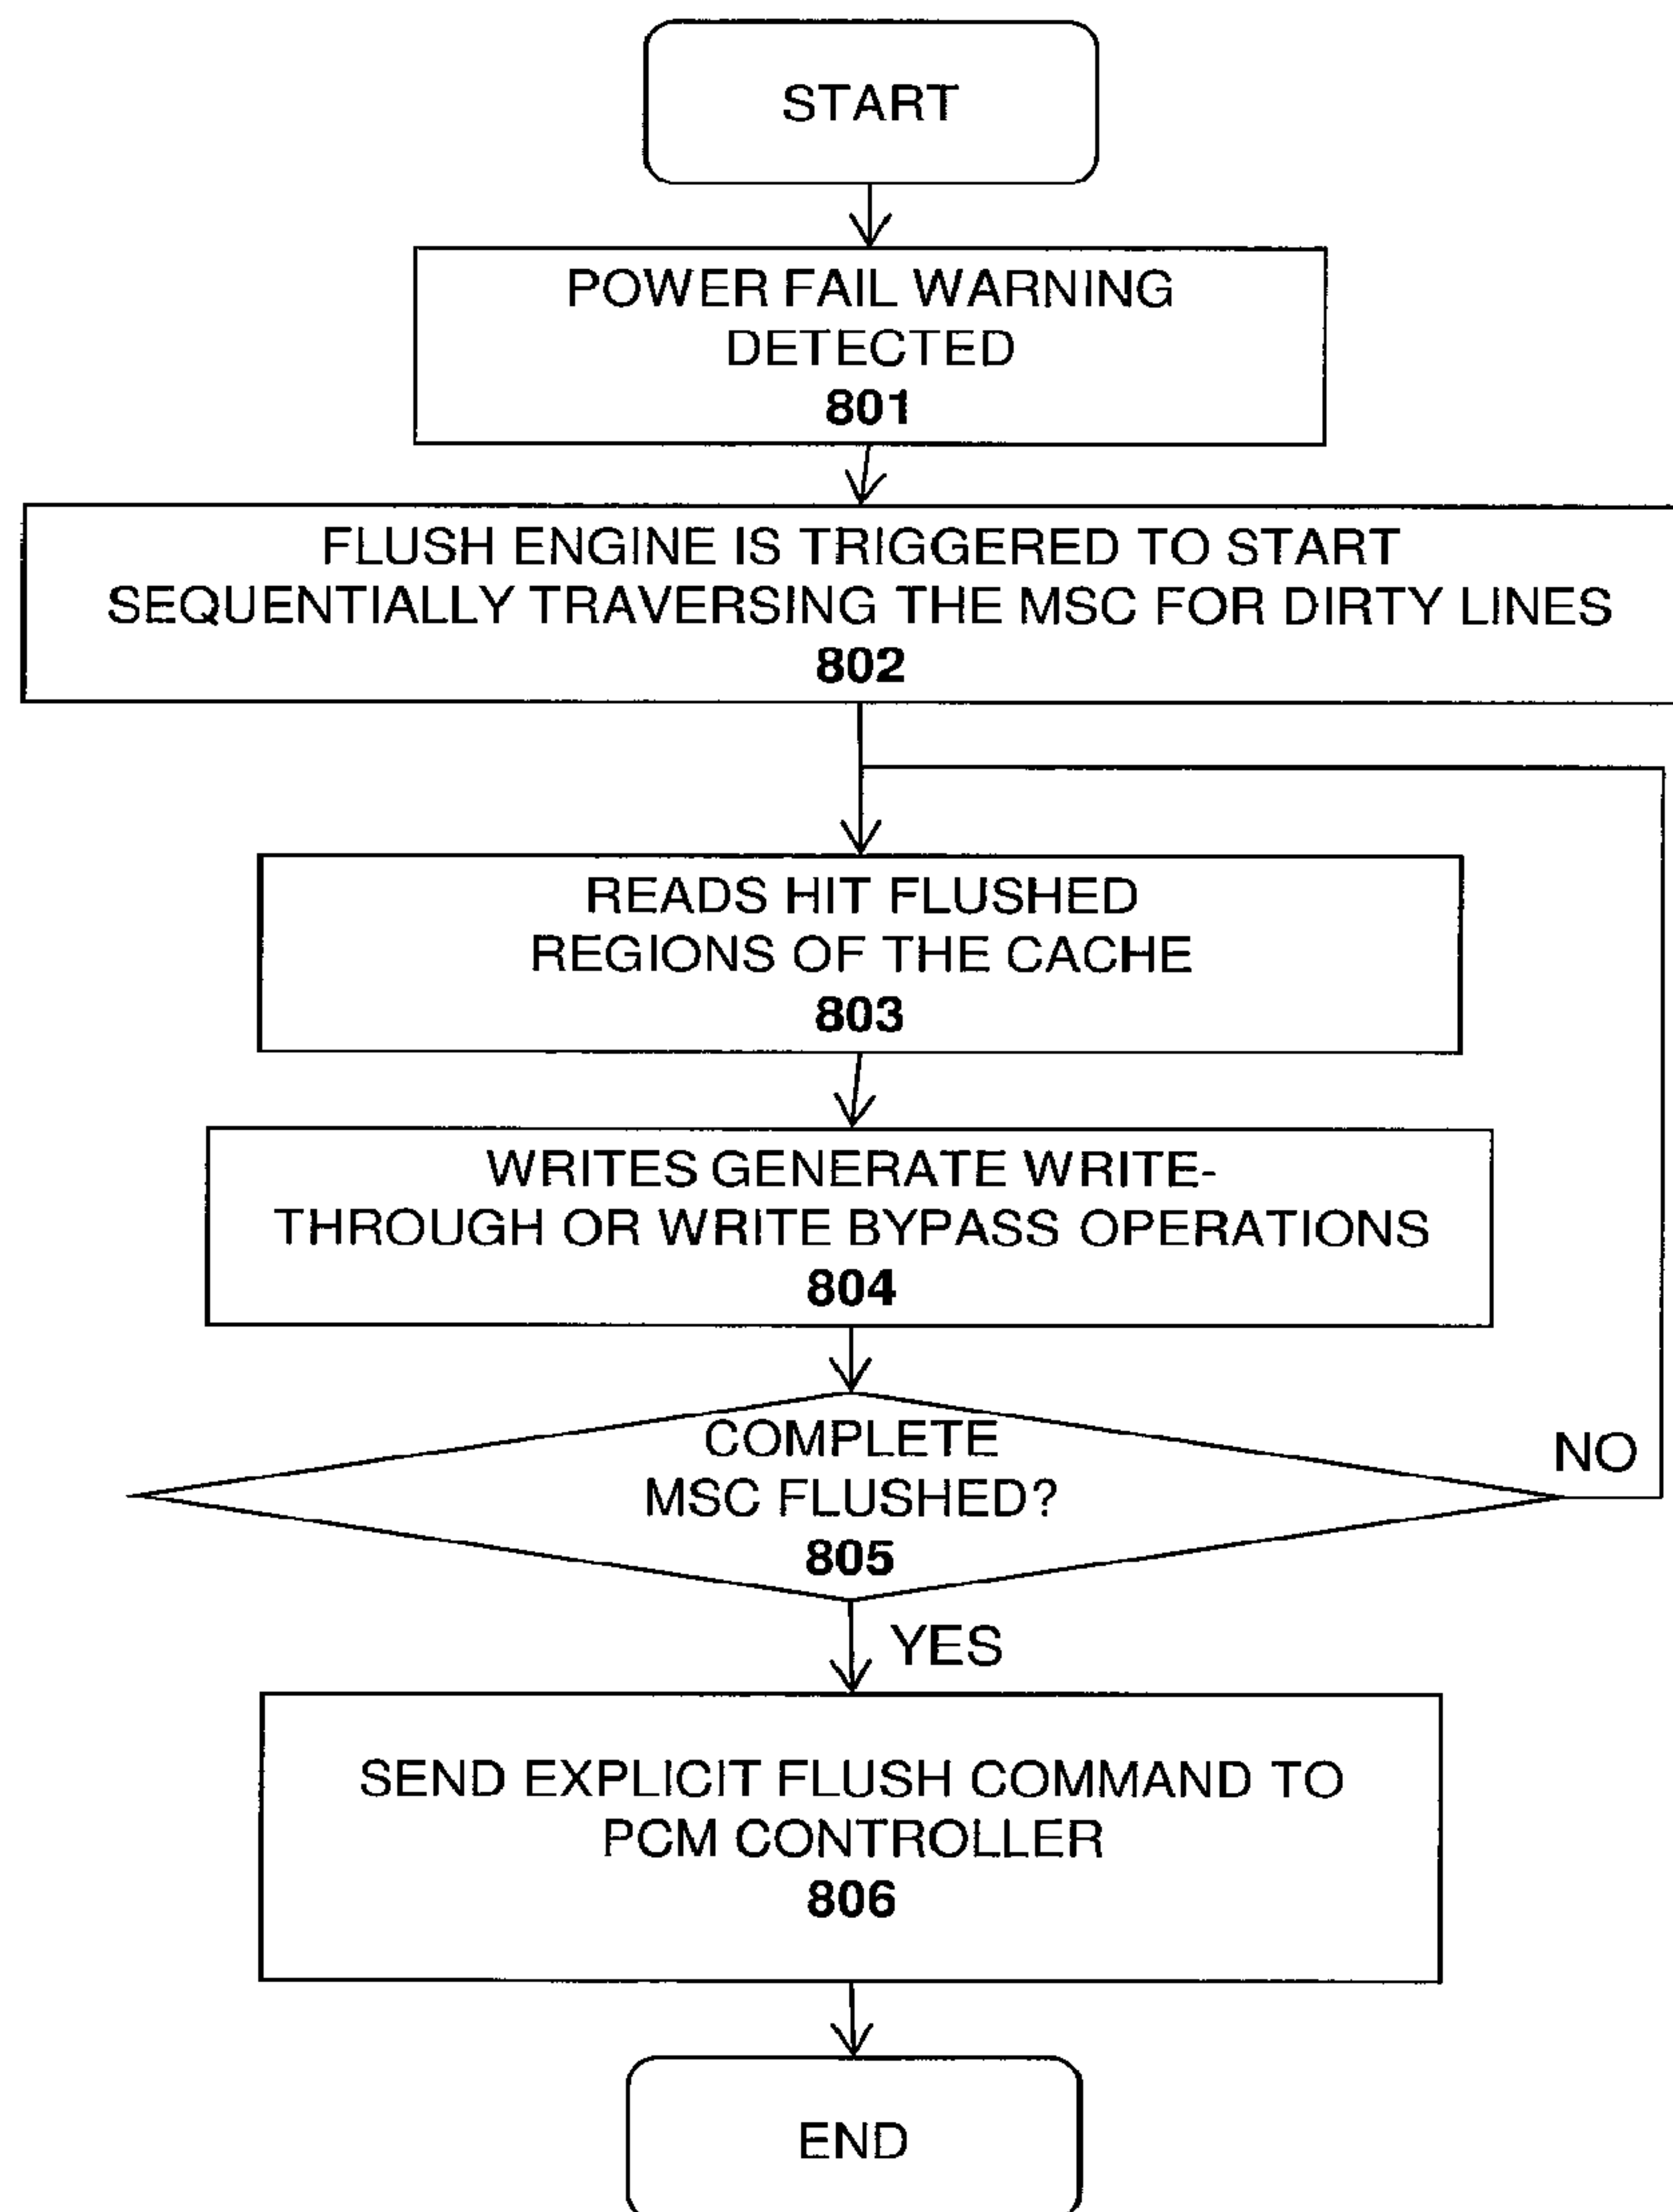 START
POWER FAIL WARNING
DETECTED
801
FLUSH ENGINE IS TRIGGERED TO START
SEQUENTIALLY TRAVERSING THE MSC FOR DIRTY LINES
802
READS HIT FLUSHED
REGIONS OF THE CACHE
803
WRITES GENERATE WRITE-
THROUGH OR WRITE BYPASS OPERATIONS
804
COMPLETE
MSC FLUSHED?
805
NO
YES
SEND EXPLICIT FLUSH COMMAND TO
PCM CONTROLLER
806
END